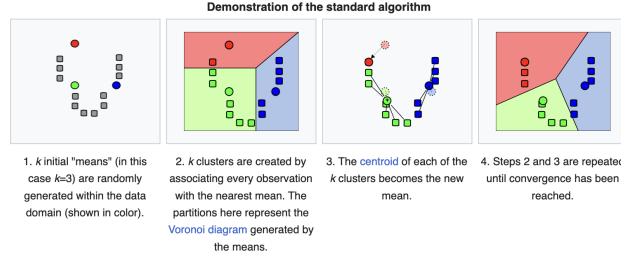 Demonstration of the standard algorithm
1. k initial "means" (in this
case k=3) are randomly
generated within the data
domain (shown in color).
2. k clusters are created by
associating every observation
with the nearest mean. The
partitions here represent the
Voronoi diagram generated by
the means.
3. The centroid of each of the
k clusters becomes the new
mean.
4. Steps 2 and 3 are repeated
until convergence has been
reached.